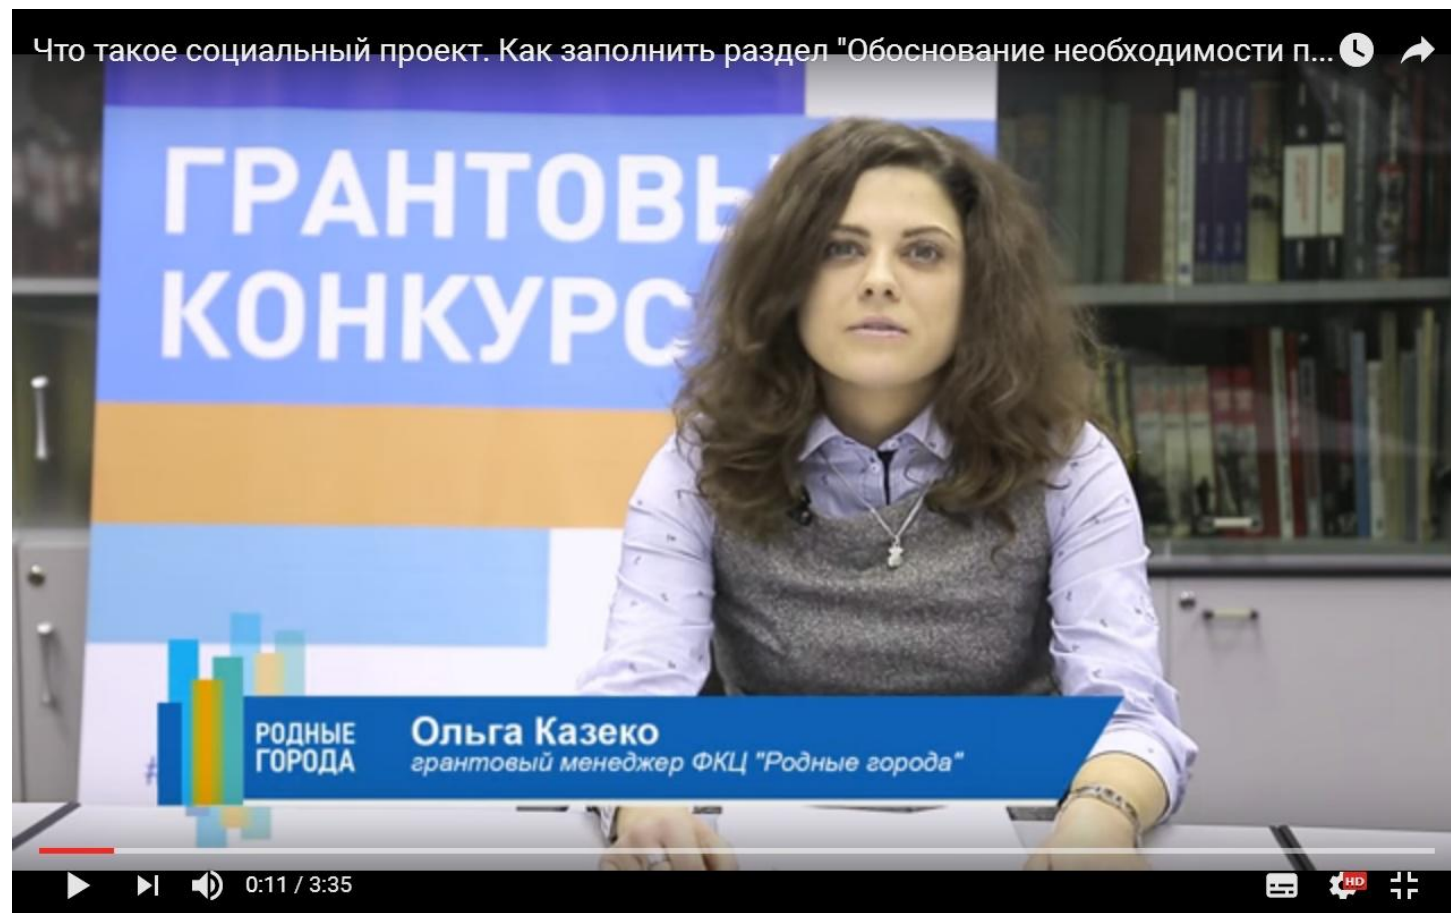 Что такое социальный проект. Как заполнить раздел "Обоснование необходимости п...
ГРАНТОВЫ
КОНКУРС
РОДНЫЕ
ГОРОДА
Ольга Казеко
грантовый менеджер ФКЦ "Родные города"
#
0:11 / 3:35
HD